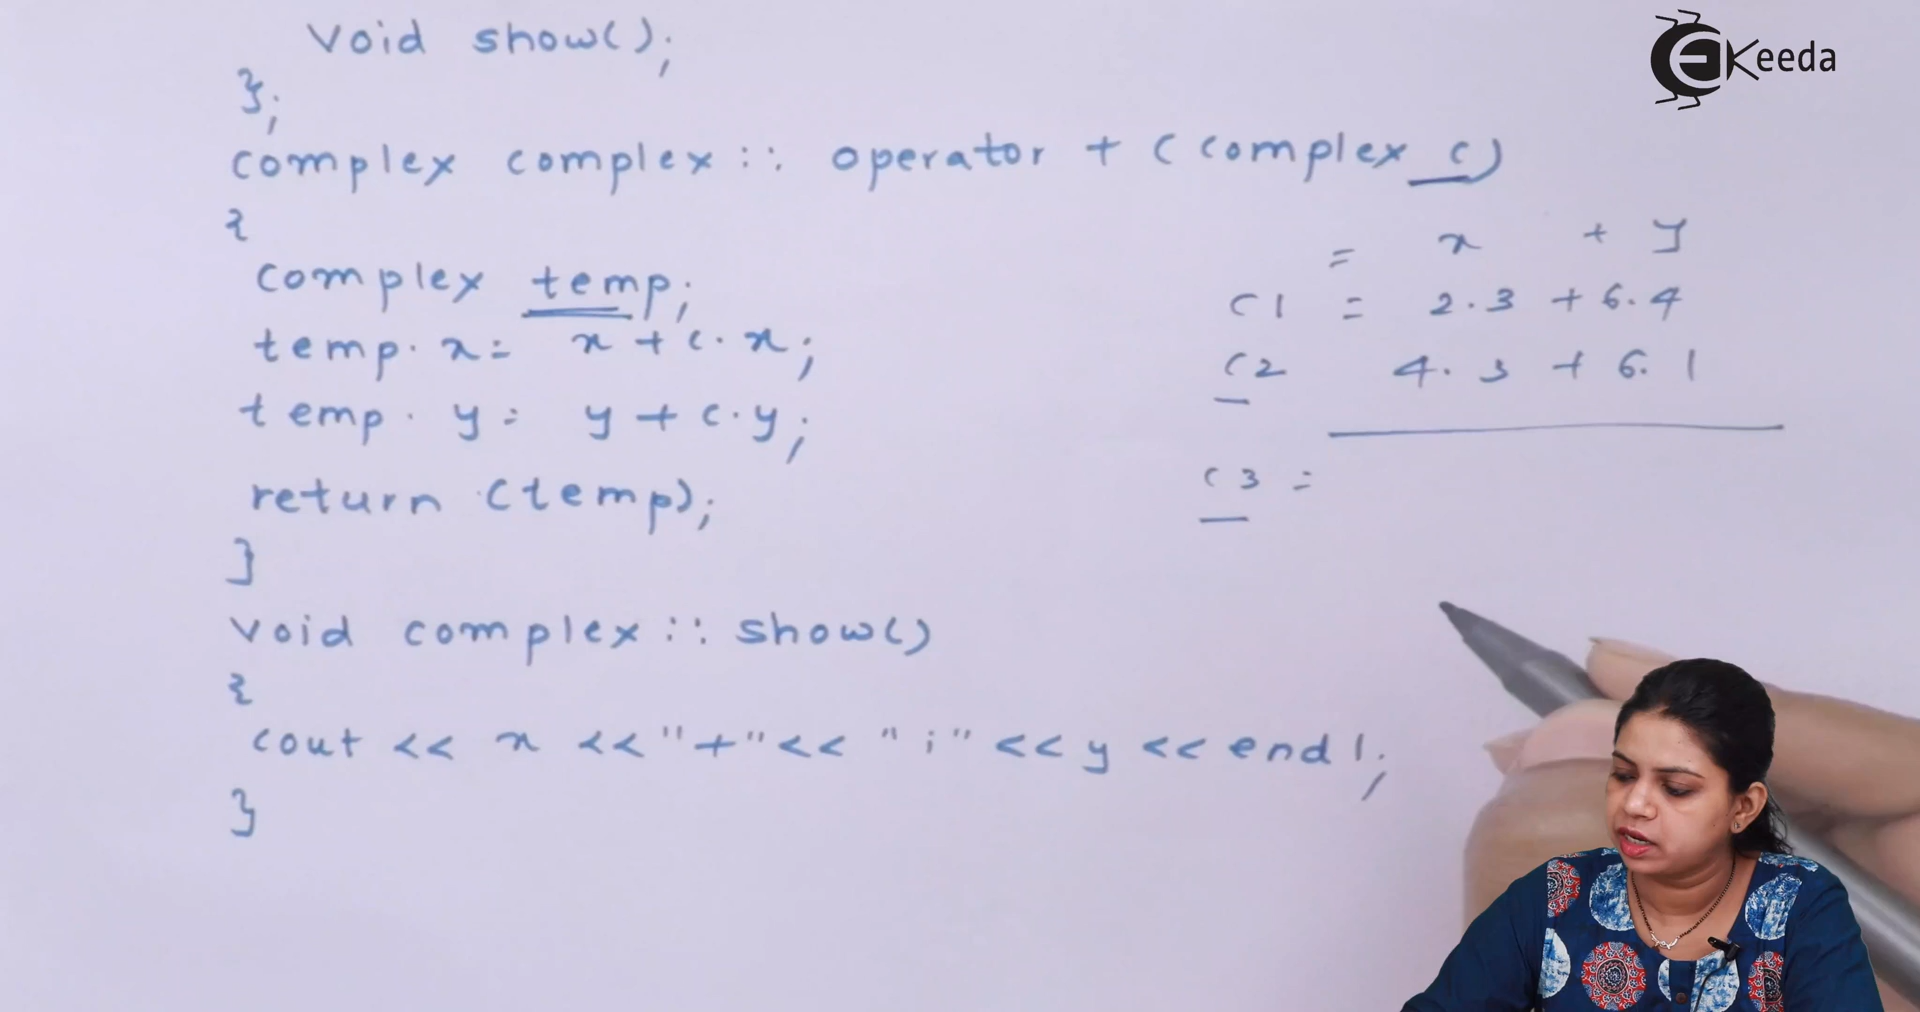 void show();
};
complex complex :: operator + (complex c)
{
complex temp;
temp.x= x+c.x;
temp.y= y+c.y;
return (temp);
}
void complex :: show()
{
cout << x <<"+"<< "i" <<y << endl;
}
= x + y
C1 = 2.3 + 6.4
C2 4.3 + 6.1
C3 =
EKeeda